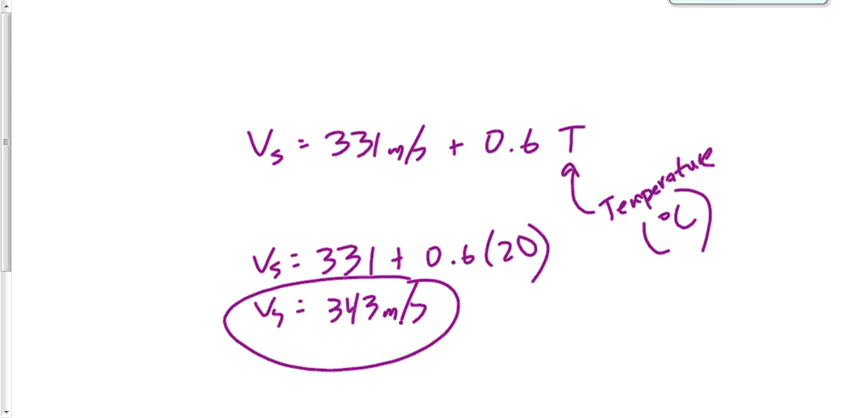 Vs = 331 m/s + 0.6 T
Temperature
(°C)
Vs = 331 + 0.6(20)
Vs = 343 m/s